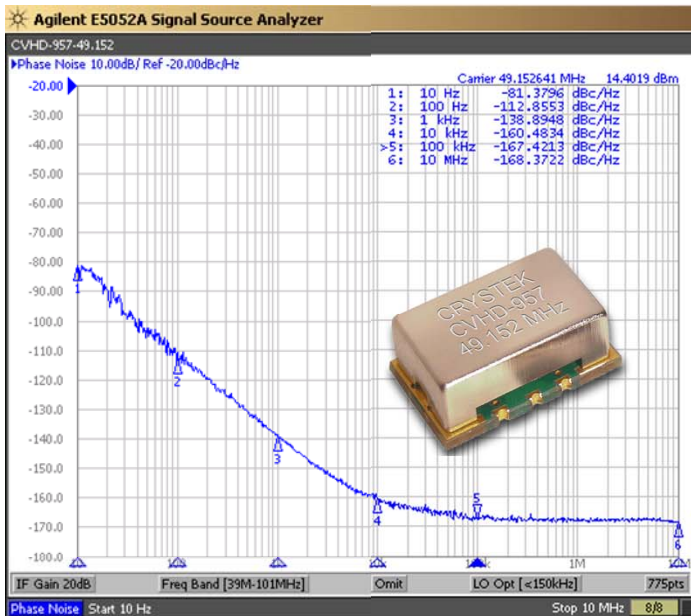 Agilent E5052A Signal Source Analyzer
CVHD-957-49.152
▶Phase Noise 10.00dB/ Ref -20.00dBc/Hz
Carrier 49.152641 MHz 14.4019 dBm
1: 10 Hz -81.3796 dBc/Hz
2: 100 Hz -112.8553 dBc/Hz
3: 1 kHz -138.8948 dBc/Hz
4: 10 kHz -160.4834 dBc/Hz
>5: 100 kHz -167.4213 dBc/Hz
6: 10 MHz -168.3722 dBc/Hz
-20.00
-30.00
-40.00
-50.00
-60.00
-70.00
-80.00
-90.00
-100.0
-110.0
-120.0
-130.0
-140.0
-150.0
-160.0
-170.0
-100.0
1
2
3
4
5
6
CRYSTEK
CVHD-957
49.152 MHz
1M
IF Gain 20dB Freq Band [39M-101MHz] Omit LO Opt [<150kHz] 775pts
Phase Noise Start 10 Hz Stop 10 MHz 8/8